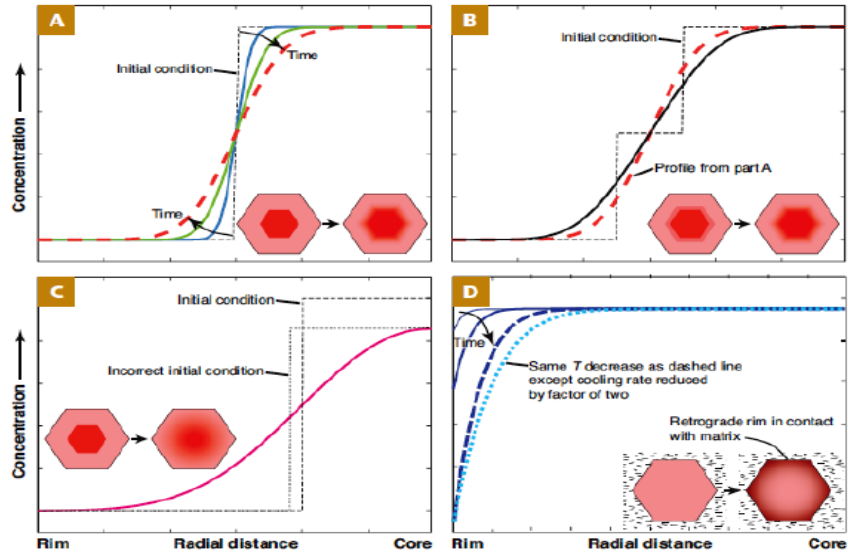 A
Time
Initial condition
Time
Concentration
B
Initial condition
Profile from part A
C
Initial condition
Incorrect initial condition
Concentration
Rim Radial distance Core
D
Time
Same T decrease as dashed line
except cooling rate reduced
by factor of two
Retrograde rim in contact
with matrix
Rim Radial distance Core